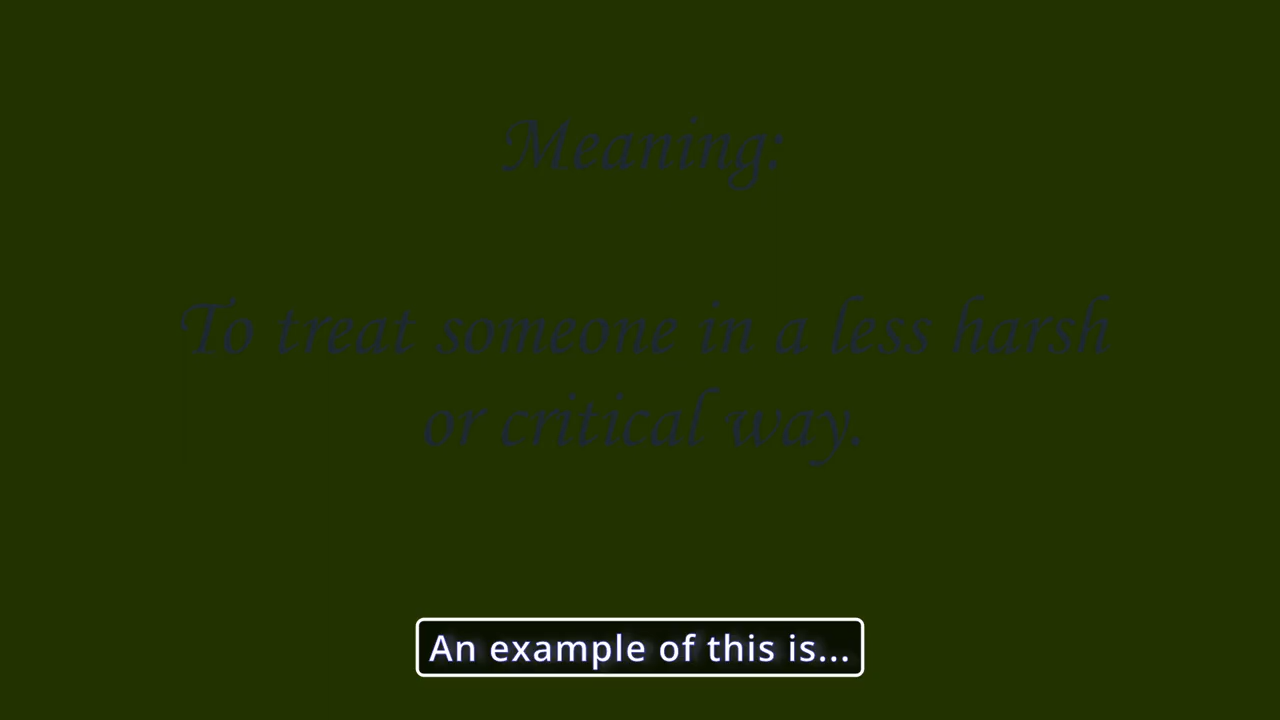 Meaning:
To treat someone in a less harsh
or critical way.
An example of this is...